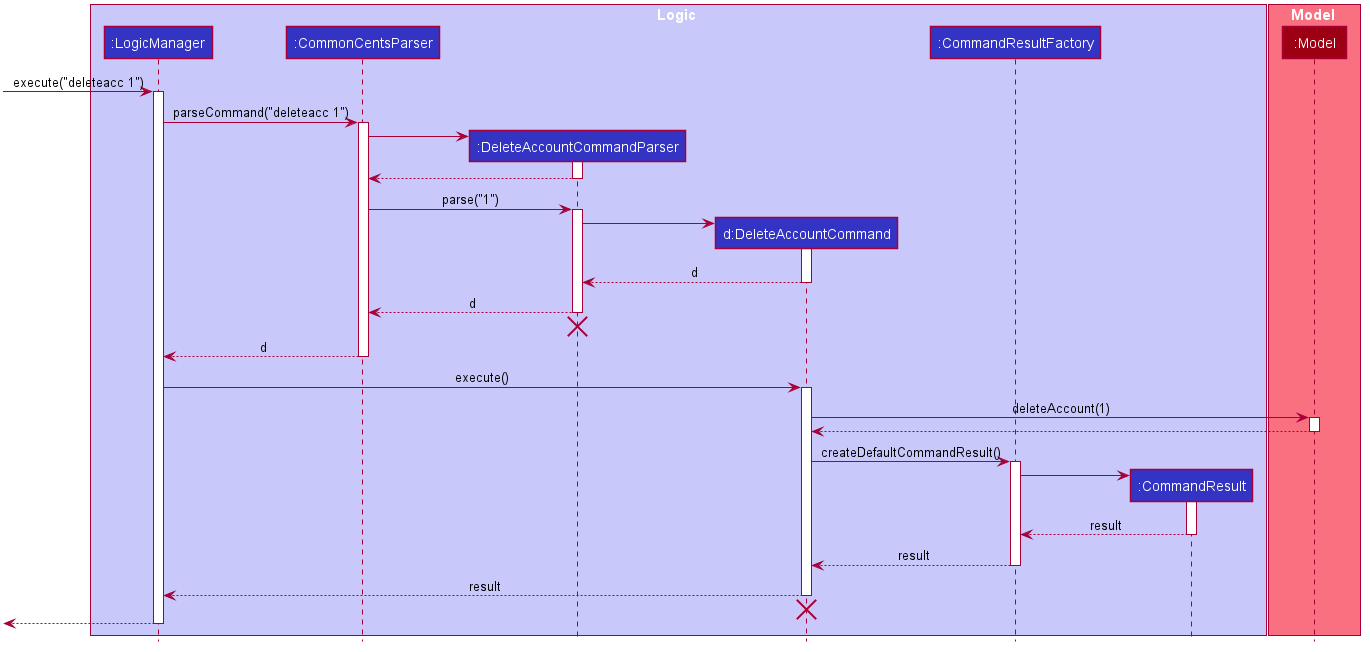 Logic
Model
:LogicManager
:CommonCentsParser
:CommandResultFactory
:Model
execute("deleteacc 1")
parseCommand("deleteacc 1")
:DeleteAccountCommandParser
parse("1")
d:DeleteAccountCommand
d
d
d
execute()
deleteAccount(1)
createDefaultCommandResult()
:CommandResult
result
result
result